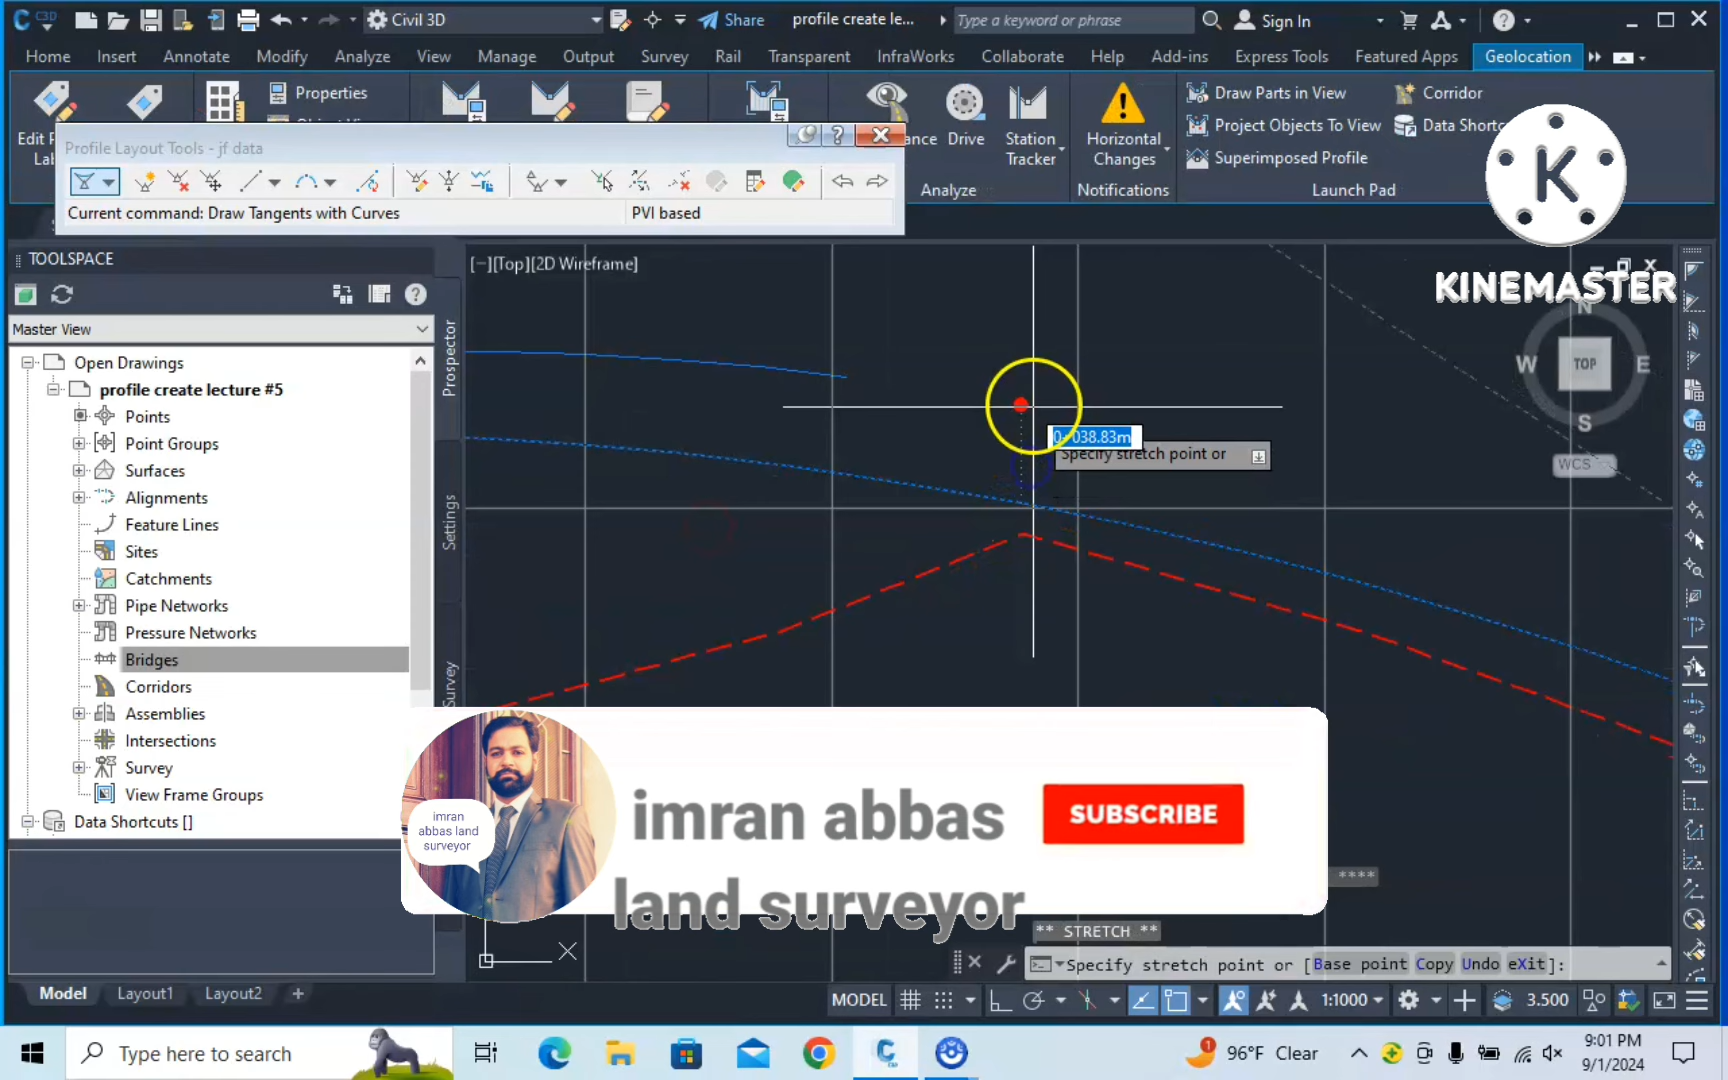 Civil 3D
Share
profile create le...
Type a keyword or phrase
Sign In
Home
Insert
Annotate
Modify
Analyze
View
Manage
Output
Survey
Rail
Transparent
InfraWorks
Collaborate
Help
Add-ins
Express Tools
Featured Apps
Geolocation
Properties
Drive
Station
Tracker
Horizontal
Changes
Draw Parts in View
Corridor
Project Objects To View
Superimposed Profile
Analyze
Notifications
Launch Pad
Profile Layout Tools - jf data
Current command: Draw Tangents with Curves
PVI based
K
KINEMASTER
TOOLSPACE
[−][Top][2D Wireframe]
Master View
Open Drawings
profile create lecture #5
Points
Point Groups
Surfaces
Alignments
Feature Lines
Sites
Catchments
Pipe Networks
Pressure Networks
Bridges
Corridors
Assemblies
Intersections
Survey
View Frame Groups
Data Shortcuts []
Prospector
Settings
Survey
N
W
TOP
E
S
WCS
Specify stretch point or
imran
abbas land
surveyor
imran abbas
land surveyor
SUBSCRIBE
****
** STRETCH **
Specify stretch point or [Base point Copy Undo eXit]:
Model
Layout1
Layout2
MODEL
1:1000
3.500
Type here to search
96°F Clear
9:01 PM
9/1/2024